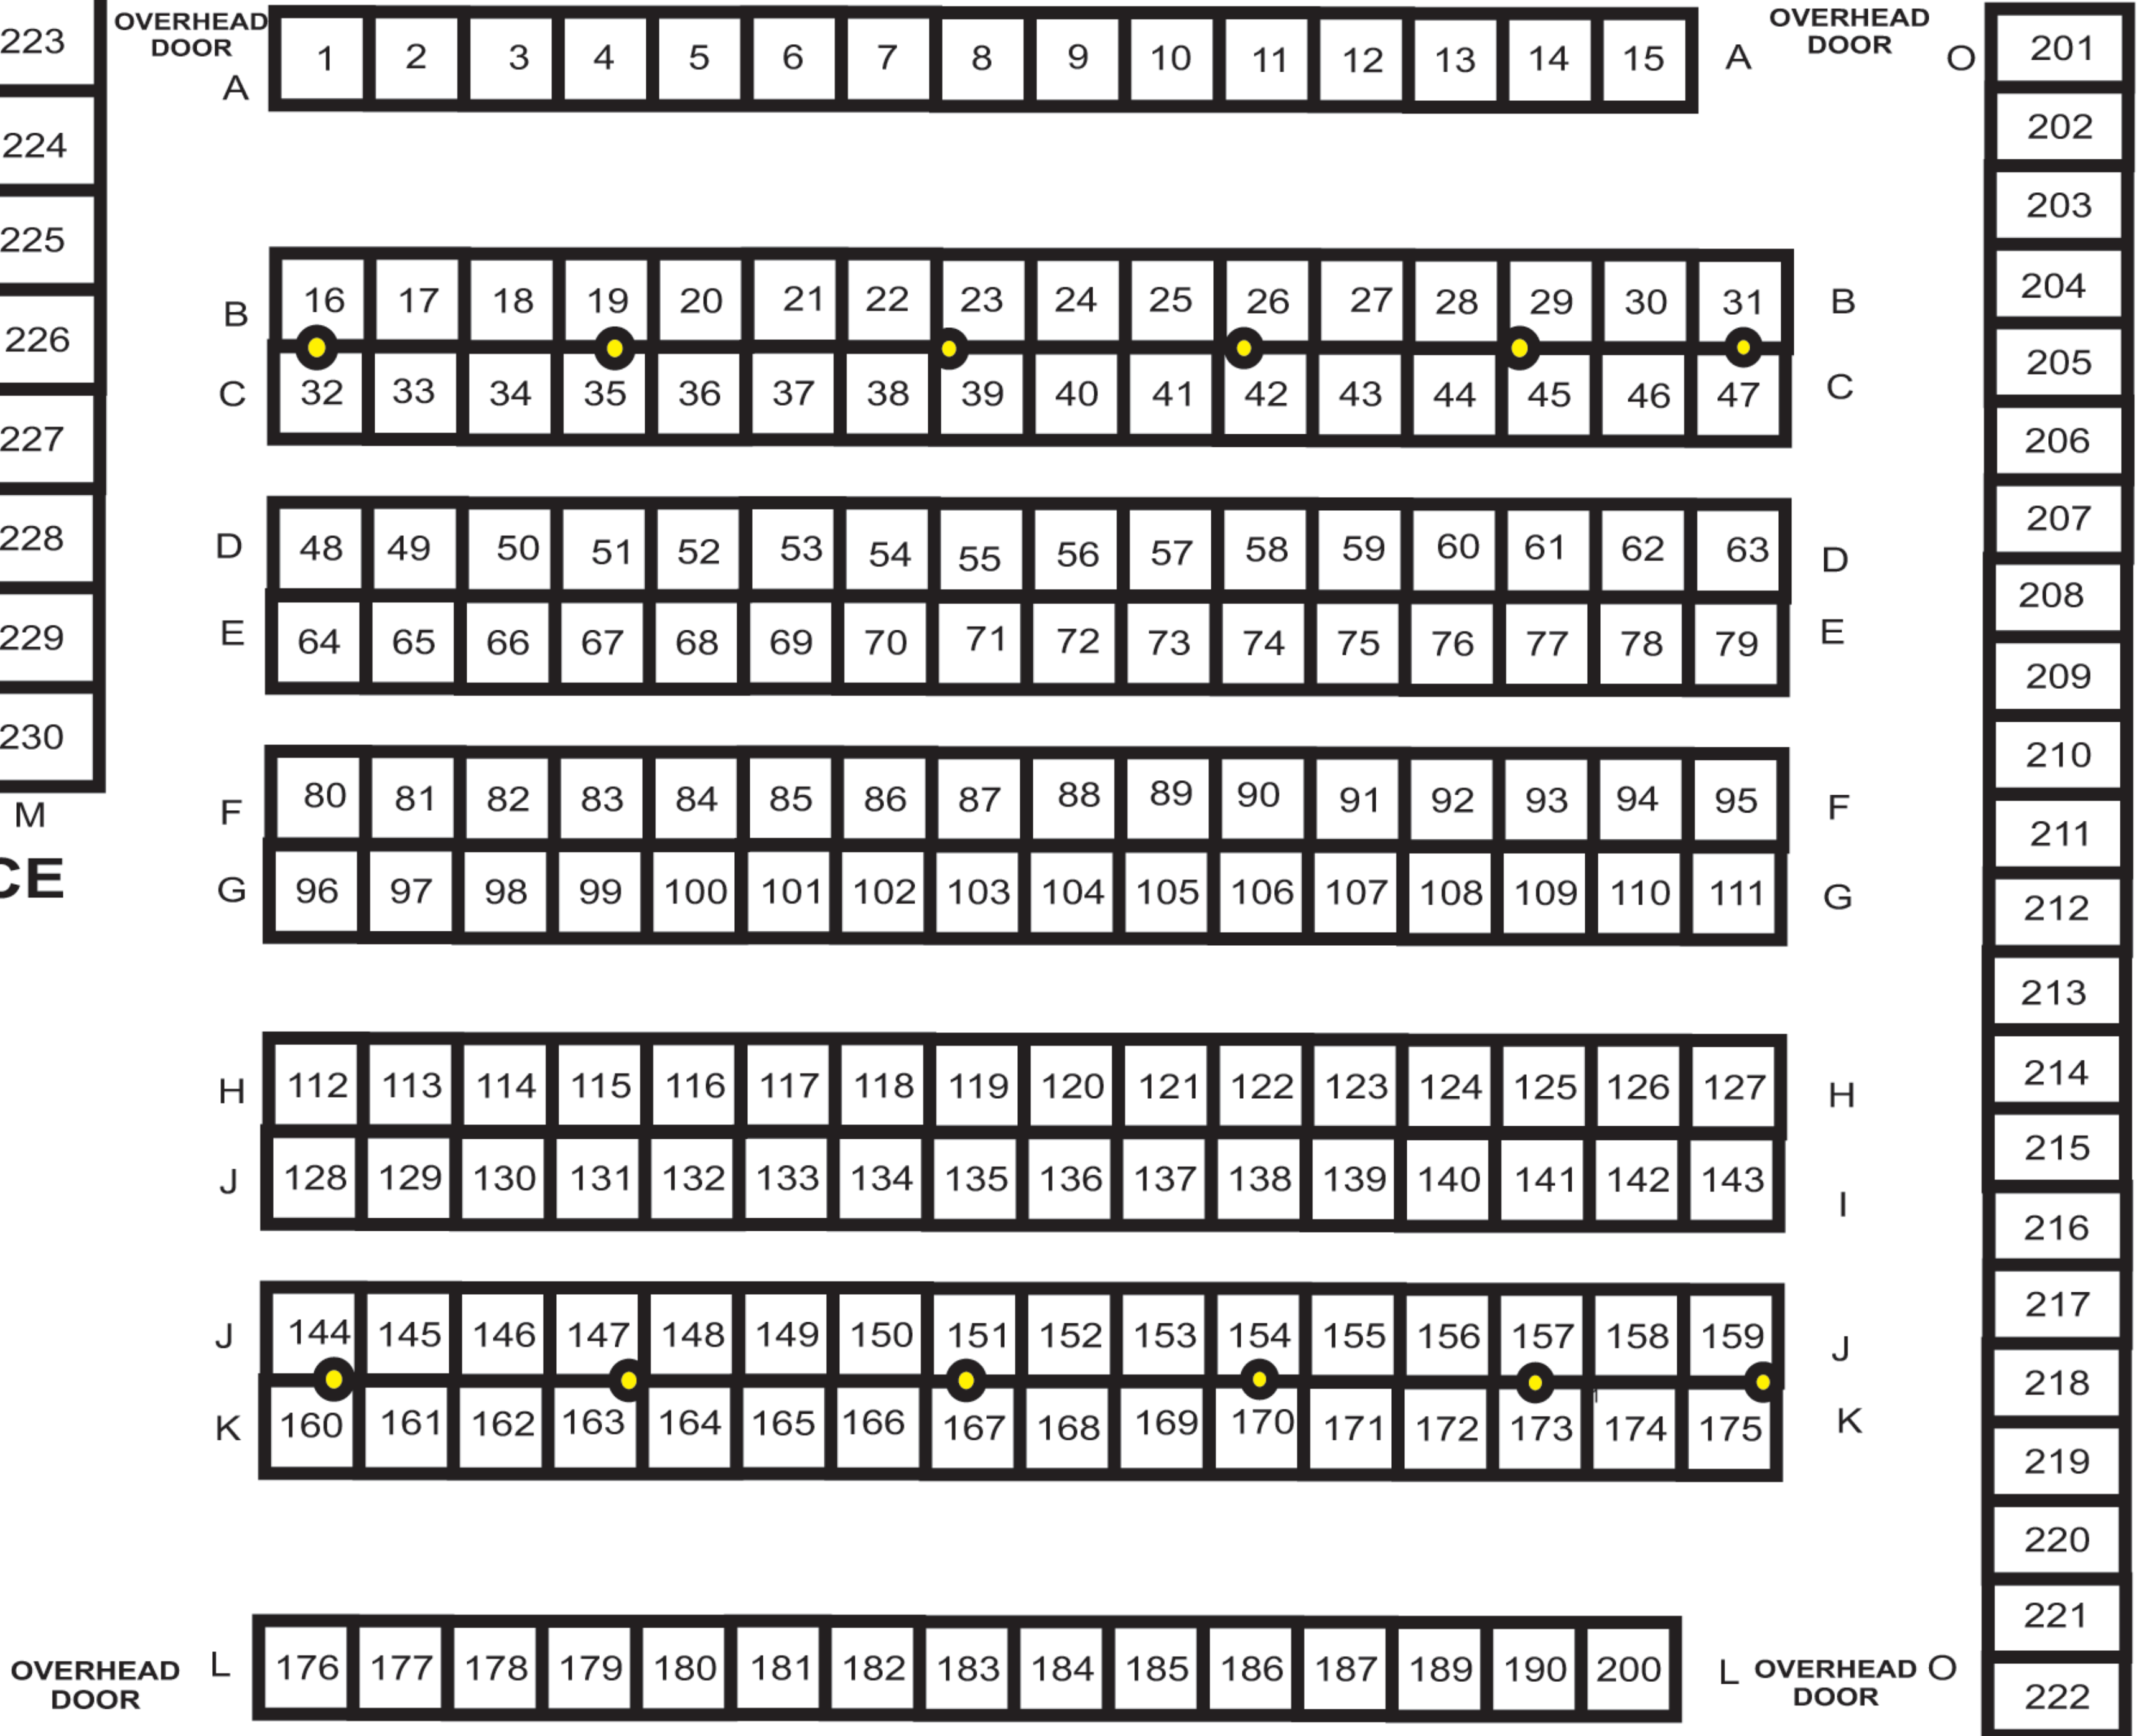 223
224
225
226
227
228
229
230
M
CE
OVERHEAD
DOOR
A 1 2 3 4 5 6 7 8 9 10 11 12 13 14 15 A
OVERHEAD
DOOR
B 16 17 18 19 20 21 22 23 24 25 26 27 28 29 30 31 B
C 32 33 34 35 36 37 38 39 40 41 42 43 44 45 46 47 C
D 48 49 50 51 52 53 54 55 56 57 58 59 60 61 62 63 D
E 64 65 66 67 68 69 70 71 72 73 74 75 76 77 78 79 E
F 80 81 82 83 84 85 86 87 88 89 90 91 92 93 94 95 F
G 96 97 98 99 100 101 102 103 104 105 106 107 108 109 110 111 G
H 112 113 114 115 116 117 118 119 120 121 122 123 124 125 126 127 H
J 128 129 130 131 132 133 134 135 136 137 138 139 140 141 142 143 I
J 144 145 146 147 148 149 150 151 152 153 154 155 156 157 158 159 J
K 160 161 162 163 164 165 166 167 168 169 170 171 172 173 174 175 K
OVERHEAD
DOOR
L 176 177 178 179 180 181 182 183 184 185 186 187 189 190 200 L
OVERHEAD
DOOR
O
201
202
203
204
205
206
207
208
209
210
211
212
213
214
215
216
217
218
219
220
221
222
O